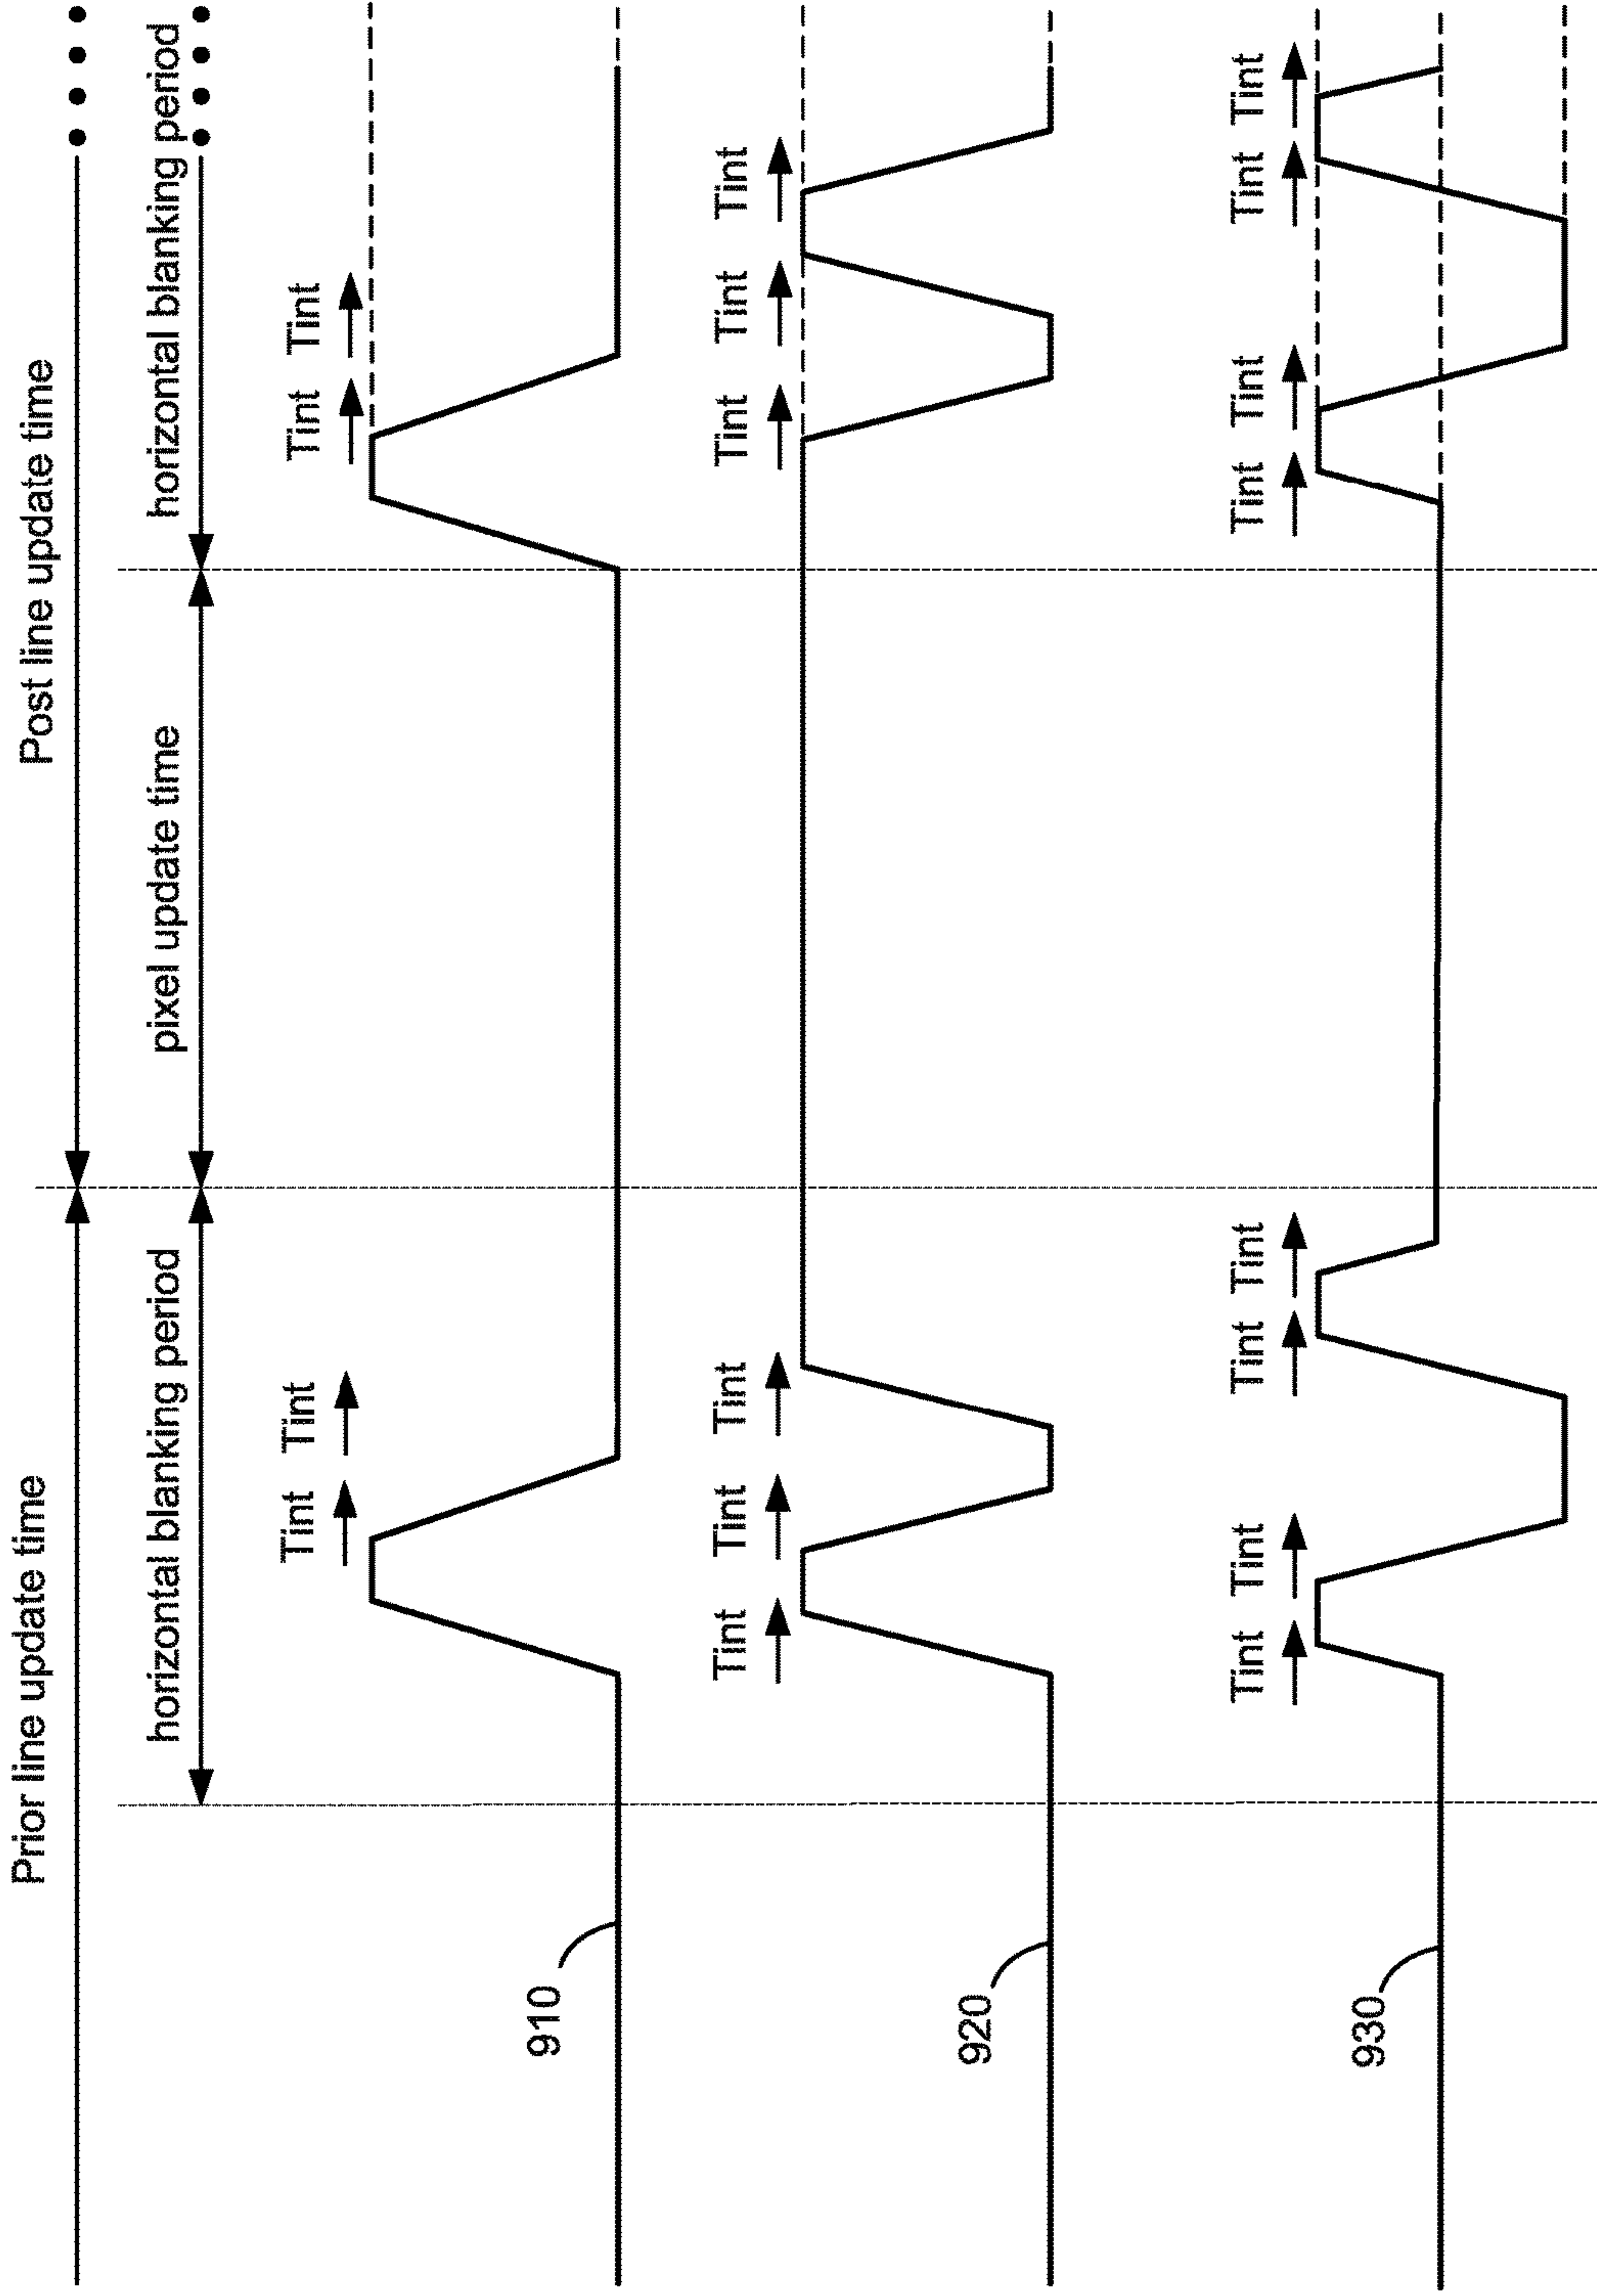 Prior line update time
Post line update time
horizontal blanking period
pixel update time
horizontal blanking period
Tint Tint
Tint Tint
910
Tint Tint Tint
Tint Tint Tint
920
Tint Tint Tint Tint
Tint Tint Tint Tint
930